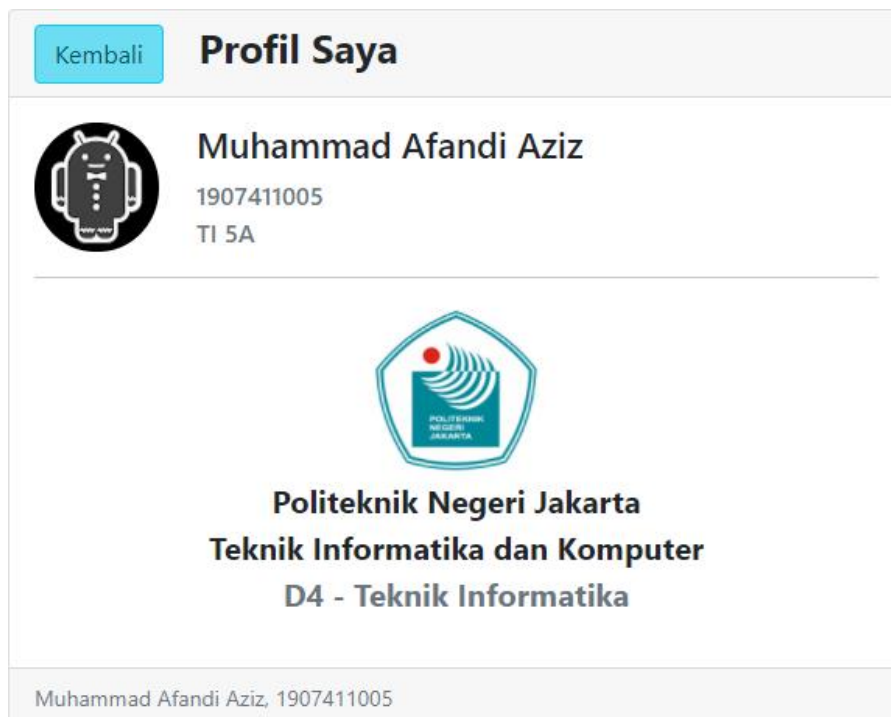 Kembali Profil Saya
Muhammad Afandi Aziz
1907411005
TI 5A
POLITEKNIK
NEGERI
JAKARTA
Politeknik Negeri Jakarta
Teknik Informatika dan Komputer
D4 - Teknik Informatika
Muhammad Afandi Aziz, 1907411005